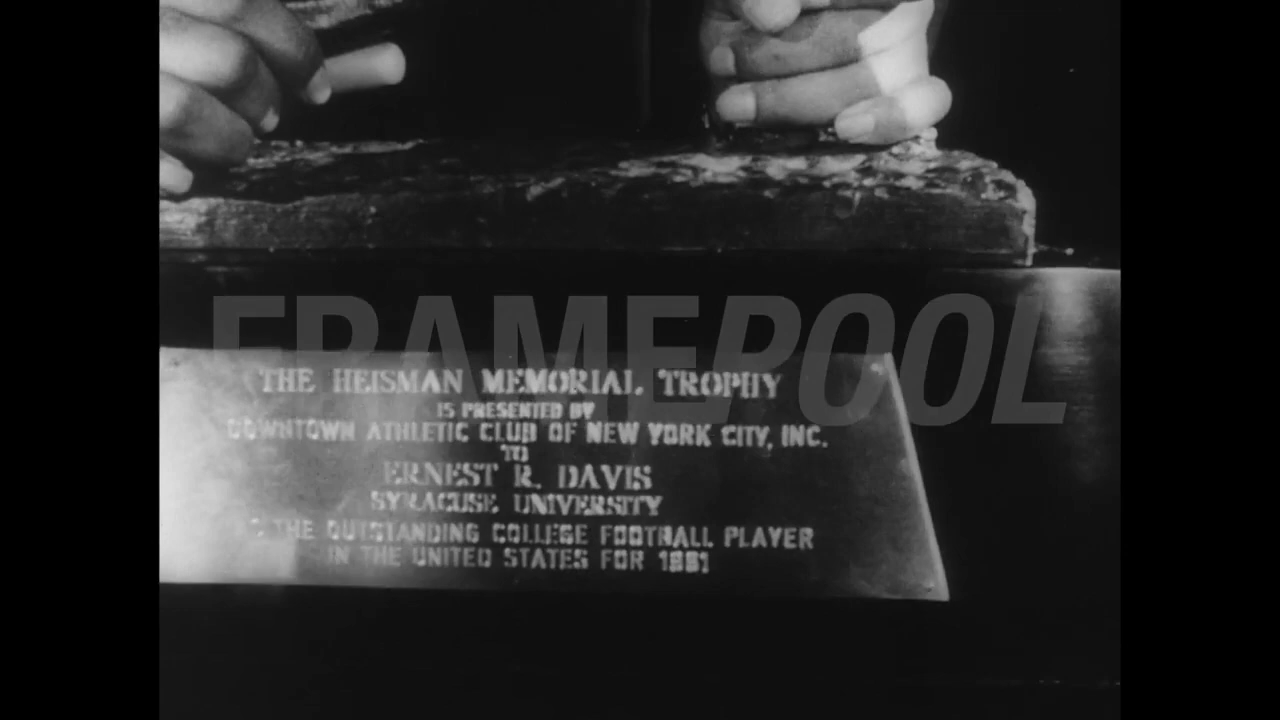 FRAMEPOOL
THE HEISMAN MEMORIAL TROPHY
IS PRESENTED BY
DOWNTOWN ATHLETIC CLUB OF NEW YORK CITY, INC.
TO
ERNEST R. DAVIS
SYRACUSE UNIVERSITY
THE OUTSTANDING COLLEGE FOOTBALL PLAYER
IN THE UNITED STATES FOR 1961